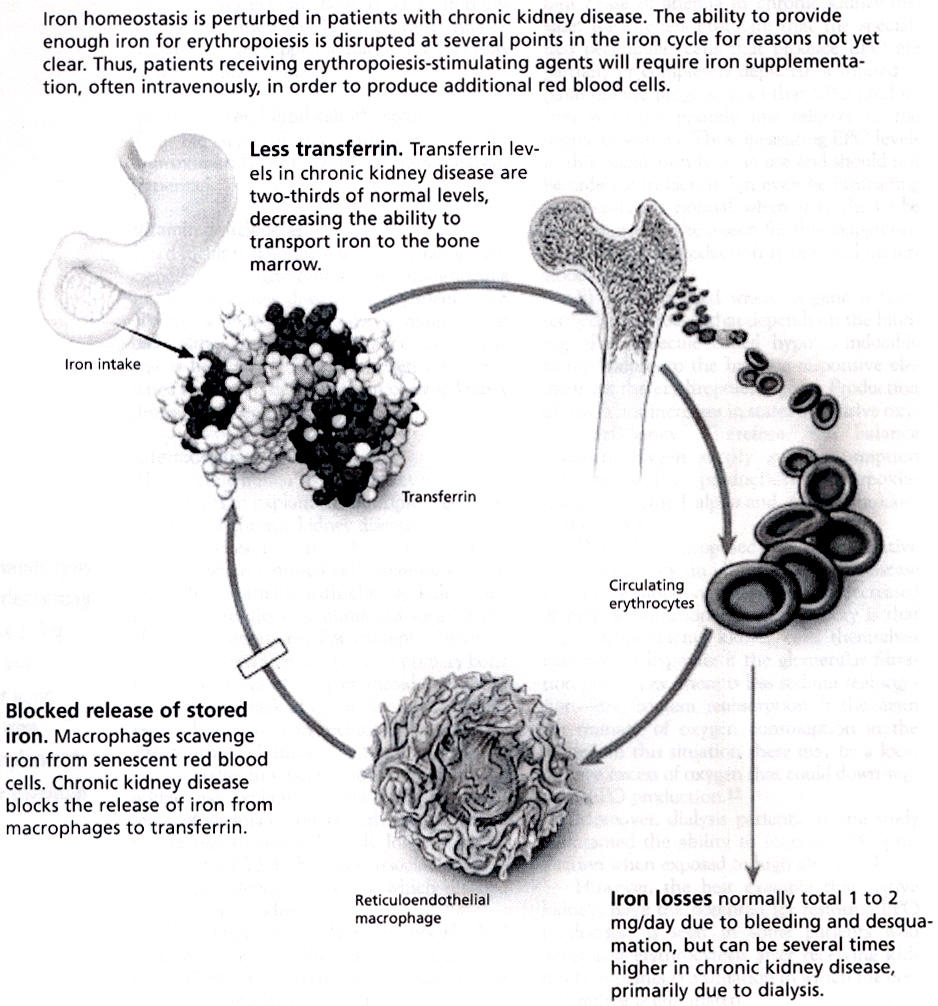 Iron homeostasis is perturbed in patients with chronic kidney disease. The ability to provide
enough iron for erythropoiesis is disrupted at several points in the iron cycle for reasons not yet
clear. Thus, patients receiving erythropoiesis-stimulating agents will require iron supplementa-
tion, often intravenously, in order to produce additional red blood cells.
Less transferrin. Transferrin lev-
els in chronic kidney disease are
two-thirds of normal levels,
decreasing the ability to
transport iron to the bone
marrow.
Iron intake
Transferrin
Circulating
erythrocytes
Blocked release of stored
iron. Macrophages scavenge
iron from senescent red blood
cells. Chronic kidney disease
blocks the release of iron from
macrophages to transferrin.
Reticuloendothelial
macrophage
Iron losses normally total 1 to 2
mg/day due to bleeding and desqua-
mation, but can be several times
higher in chronic kidney disease,
primarily due to dialysis.